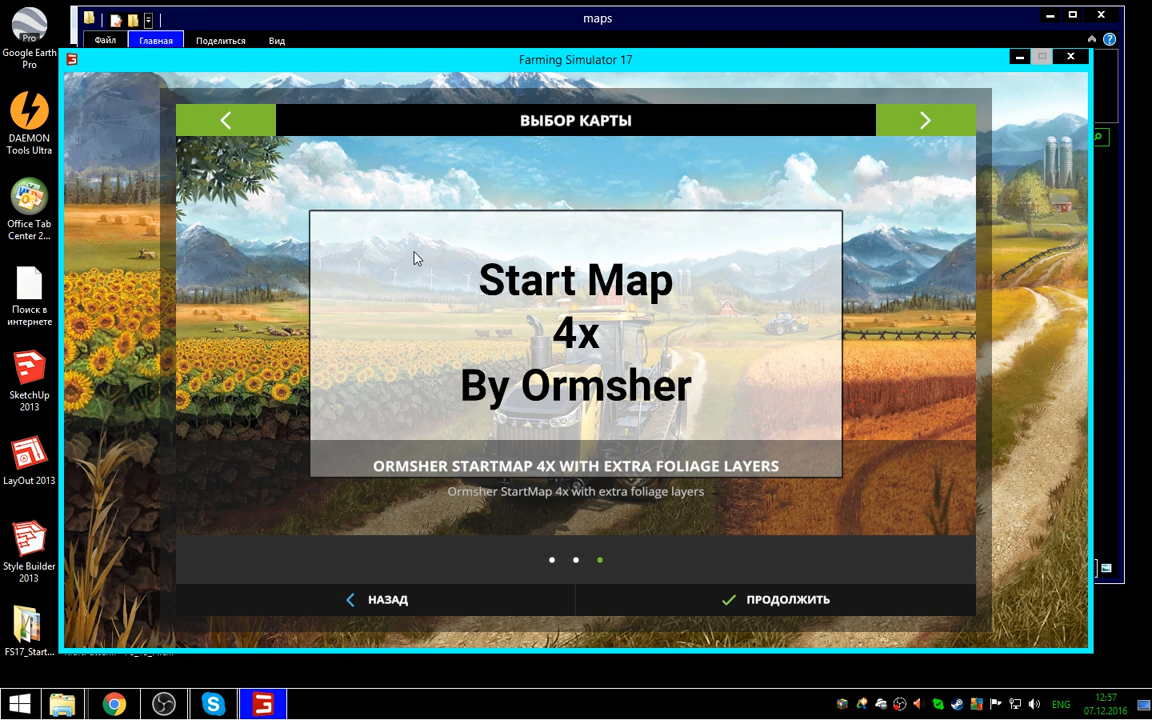 maps
Файл
Главная
Поделиться
Вид
Farming Simulator 17
ВЫБОР КАРТЫ
Start Map
4x
By Ormsher
ORMSHER STARTMAP 4X WITH EXTRA FOLIAGE LAYERS
Ormsher StartMap 4x with extra foliage layers
НАЗАД
ПРОДОЛЖИТЬ
Pro
Google Earth
Pro
DAEMON
Tools Ultra
Office Tab
Center 2...
Поиск в
интернете
SketchUp
2013
LayOut 2013
Style Builder
2013
FS17_Start...
ENG
12:57
07.12.2016